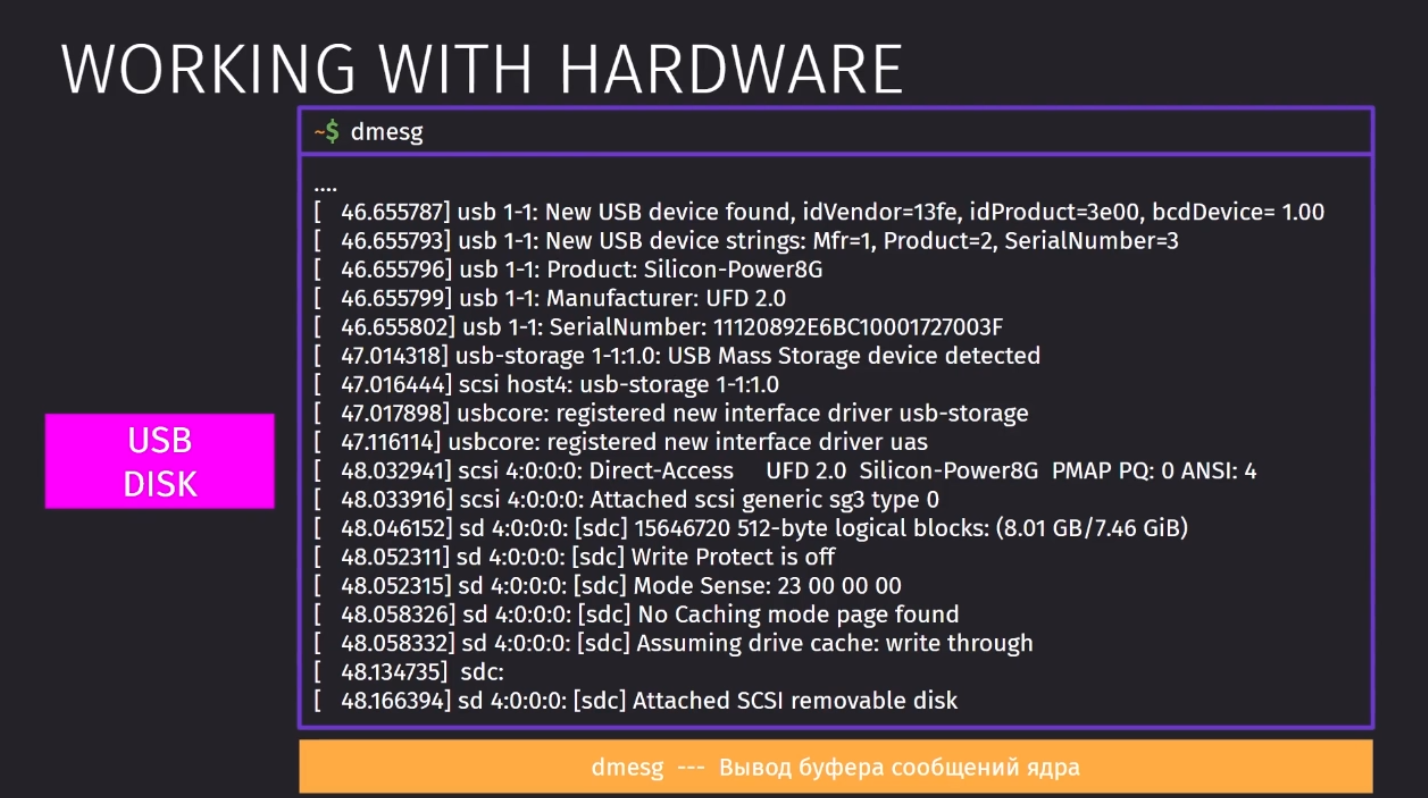 WORKING WITH HARDWARE
~$ dmesg
....
[   46.655787] usb 1-1: New USB device found, idVendor=13fe, idProduct=3e00, bcdDevice= 1.00
[   46.655793] usb 1-1: New USB device strings: Mfr=1, Product=2, SerialNumber=3
[   46.655796] usb 1-1: Product: Silicon-Power8G
[   46.655799] usb 1-1: Manufacturer: UFD 2.0
[   46.655802] usb 1-1: SerialNumber: 11120892E6BC10001727003F
[   47.014318] usb-storage 1-1:1.0: USB Mass Storage device detected
[   47.016444] scsi host4: usb-storage 1-1:1.0
[   47.017898] usbcore: registered new interface driver usb-storage
[   47.116114] usbcore: registered new interface driver uas
[   48.032941] scsi 4:0:0:0: Direct-Access     UFD 2.0  Silicon-Power8G  PMAP PQ: 0 ANSI: 4
[   48.033916] scsi 4:0:0:0: Attached scsi generic sg3 type 0
[   48.046152] sd 4:0:0:0: [sdc] 15646720 512-byte logical blocks: (8.01 GB/7.46 GiB)
[   48.052311] sd 4:0:0:0: [sdc] Write Protect is off
[   48.052315] sd 4:0:0:0: [sdc] Mode Sense: 23 00 00 00
[   48.058326] sd 4:0:0:0: [sdc] No Caching mode page found
[   48.058332] sd 4:0:0:0: [sdc] Assuming drive cache: write through
[   48.134735]  sdc:
[   48.166394] sd 4:0:0:0: [sdc] Attached SCSI removable disk
USB
DISK
dmesg --- Вывод буфера сообщений ядра